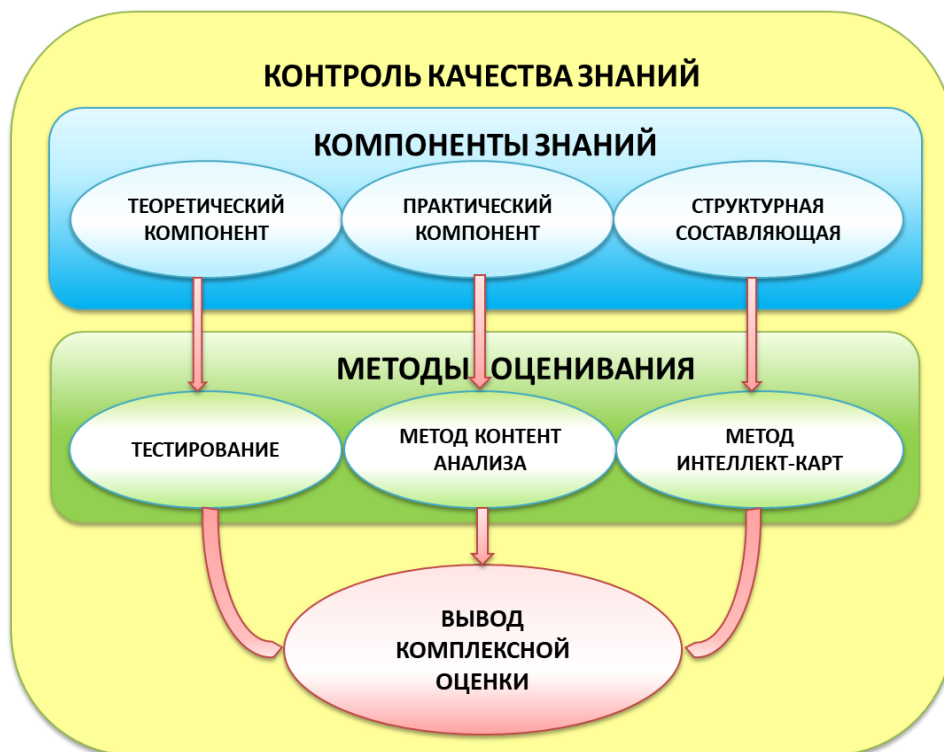 КОНТРОЛЬ КАЧЕСТВА ЗНАНИЙ
КОМПОНЕНТЫ ЗНАНИЙ
ТЕОРЕТИЧЕСКИЙ
КОМПОНЕНТ
ПРАКТИЧЕСКИЙ
КОМПОНЕНТ
СТРУКТУРНАЯ
СОСТАВЛЯЮЩАЯ
МЕТОДЫ ОЦЕНИВАНИЯ
ТЕСТИРОВАНИЕ
МЕТОД КОНТЕНТ
АНАЛИЗА
МЕТОД
ИНТЕЛЛЕКТ-КАРТ
ВЫВОД
КОМПЛЕКСНОЙ
ОЦЕНКИ